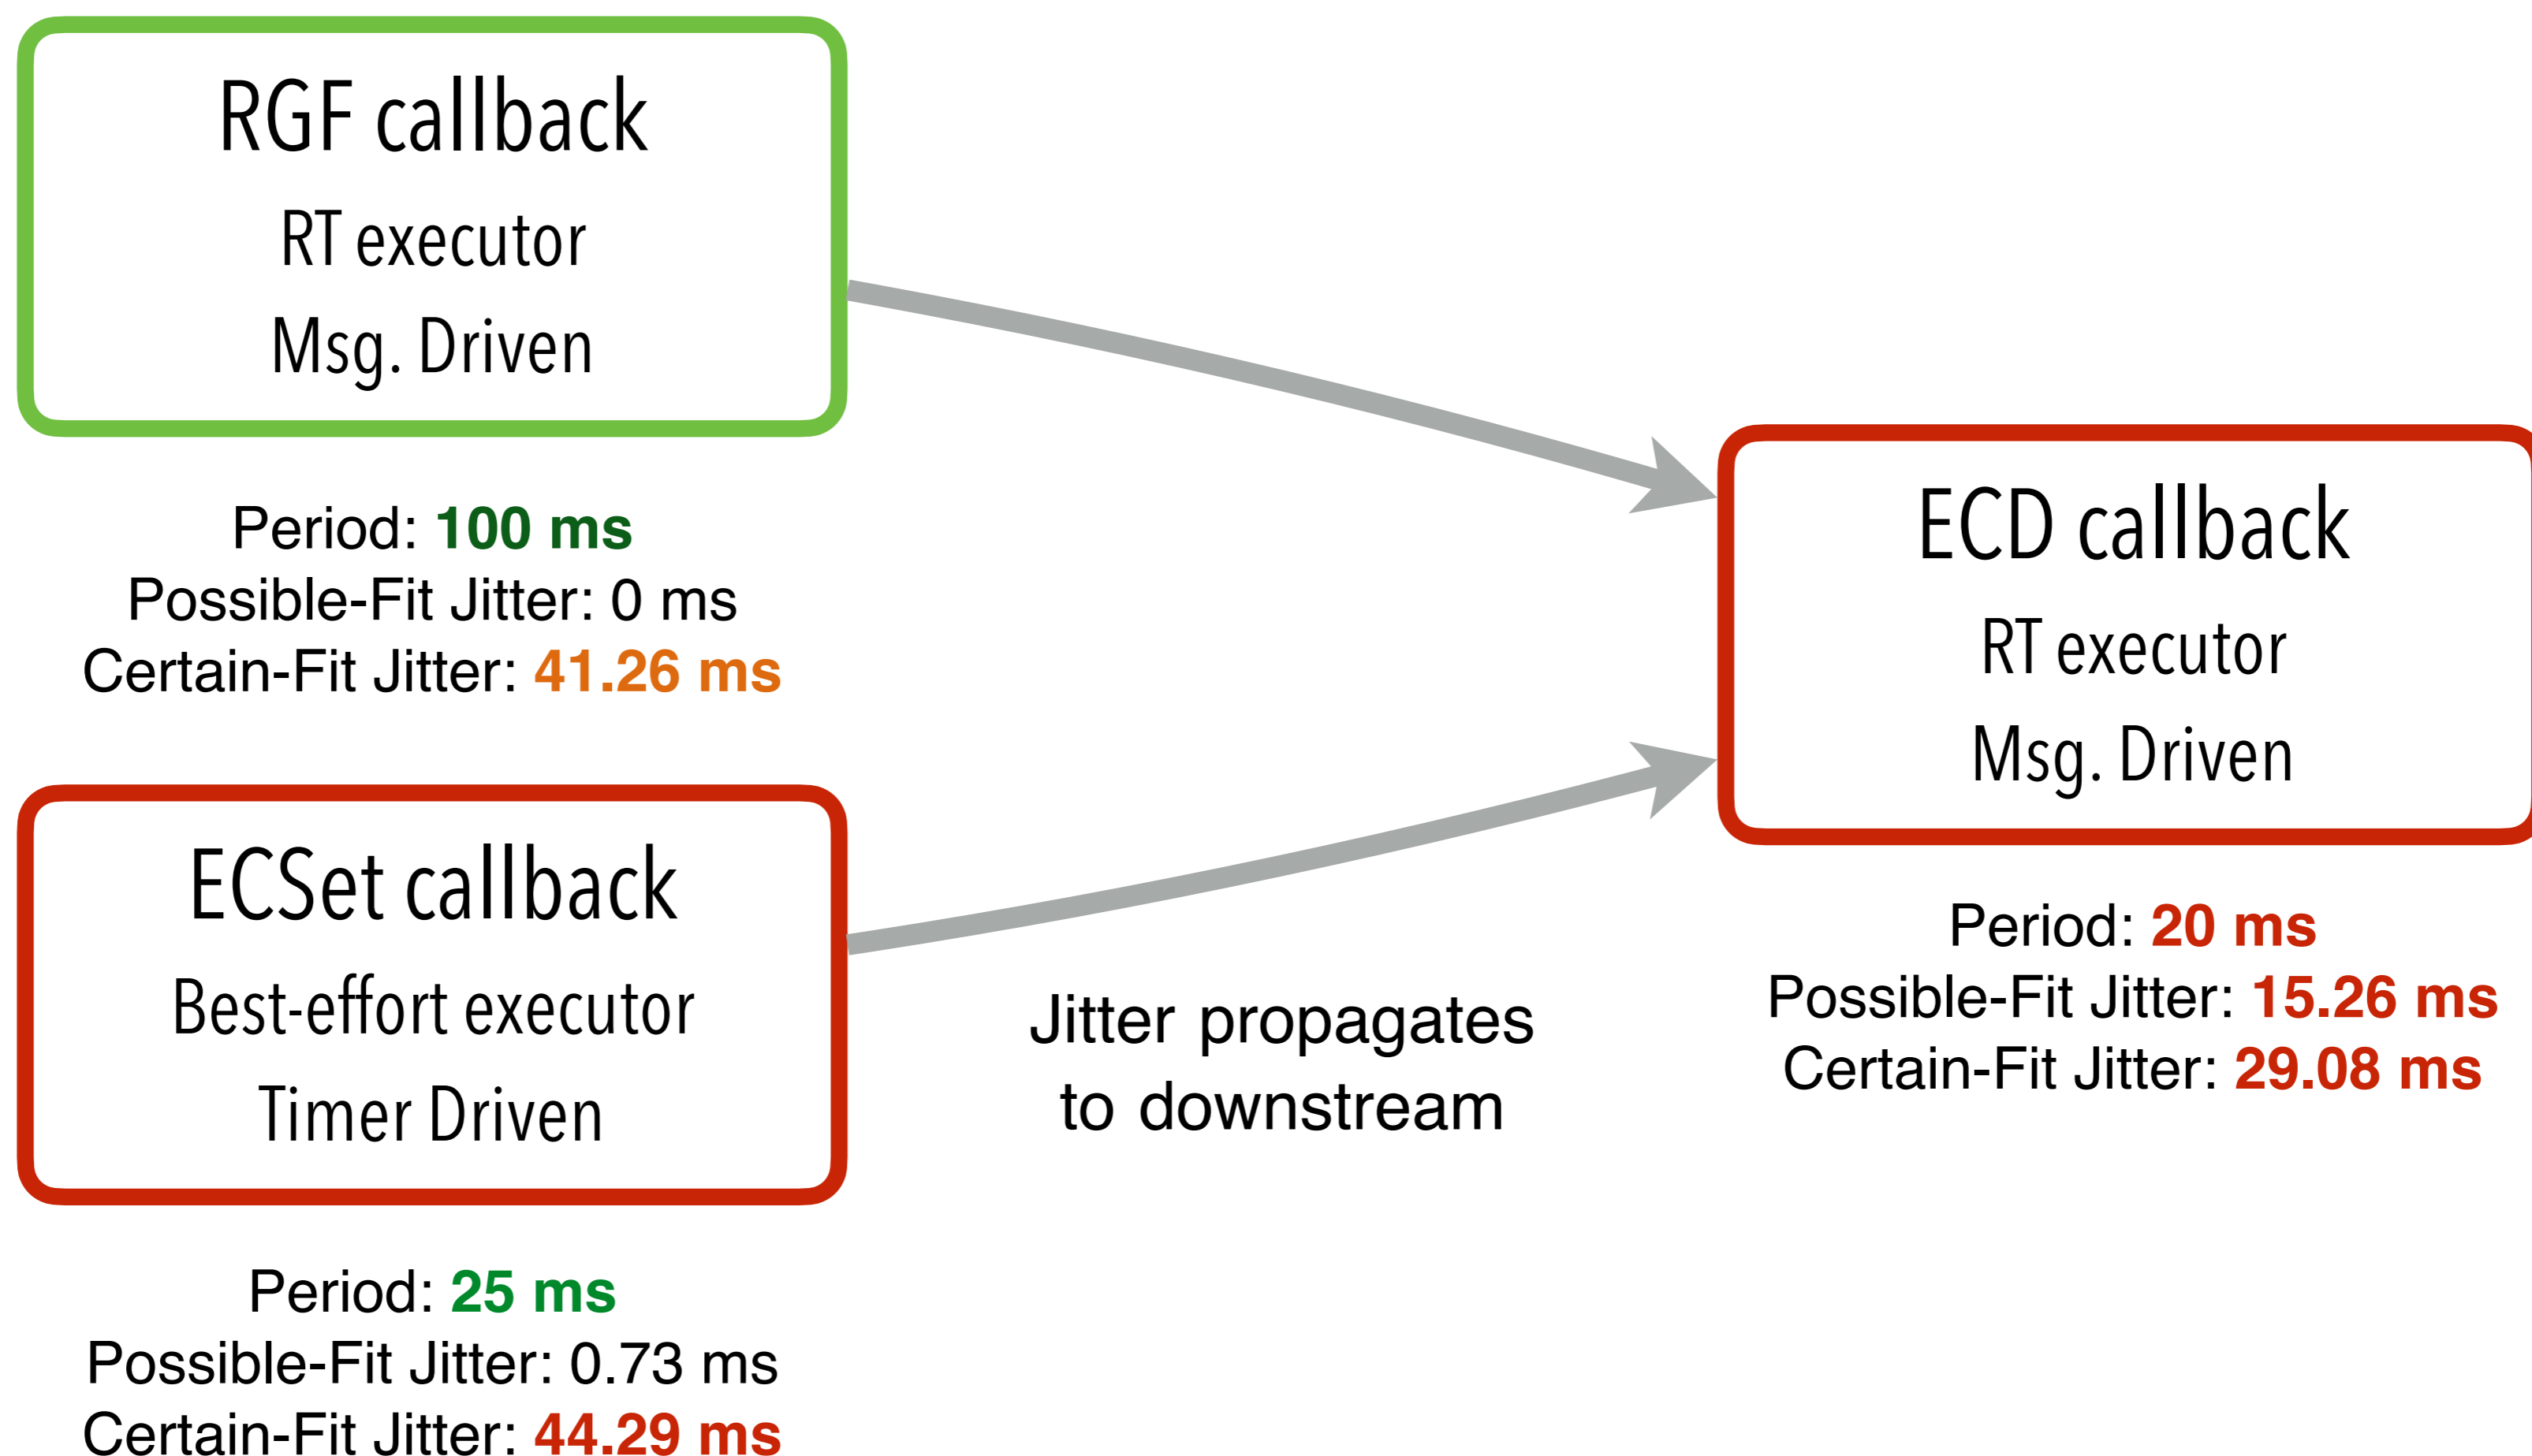 RGF callback
RT executor
Msg. Driven
Period: 100 ms
Possible-Fit Jitter: 0 ms
Certain-Fit Jitter: 41.26 ms
ECSet callback
Best-effort executor
Timer Driven
Period: 25 ms
Possible-Fit Jitter: 0.73 ms
Certain-Fit Jitter: 44.29 ms
Jitter propagates
to downstream
ECD callback
RT executor
Msg. Driven
Period: 20 ms
Possible-Fit Jitter: 15.26 ms
Certain-Fit Jitter: 29.08 ms